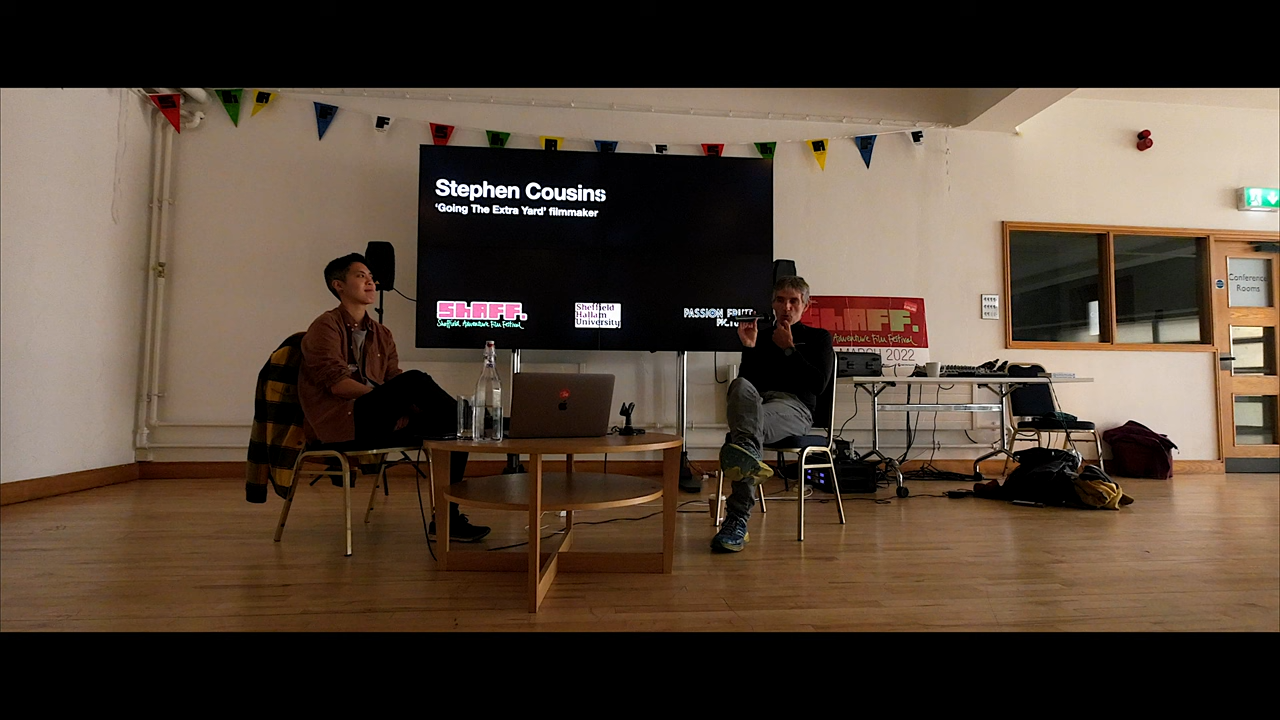 Stephen Cousins
'Going The Extra Yard' filmmaker
ShAFF.
Sheffield Adventure Film Festival
Sheffield
Hallam
University
PASSION FRUIT
ShAFF.
Adventure Film Festival
MARCH 2022
Conference
Rooms